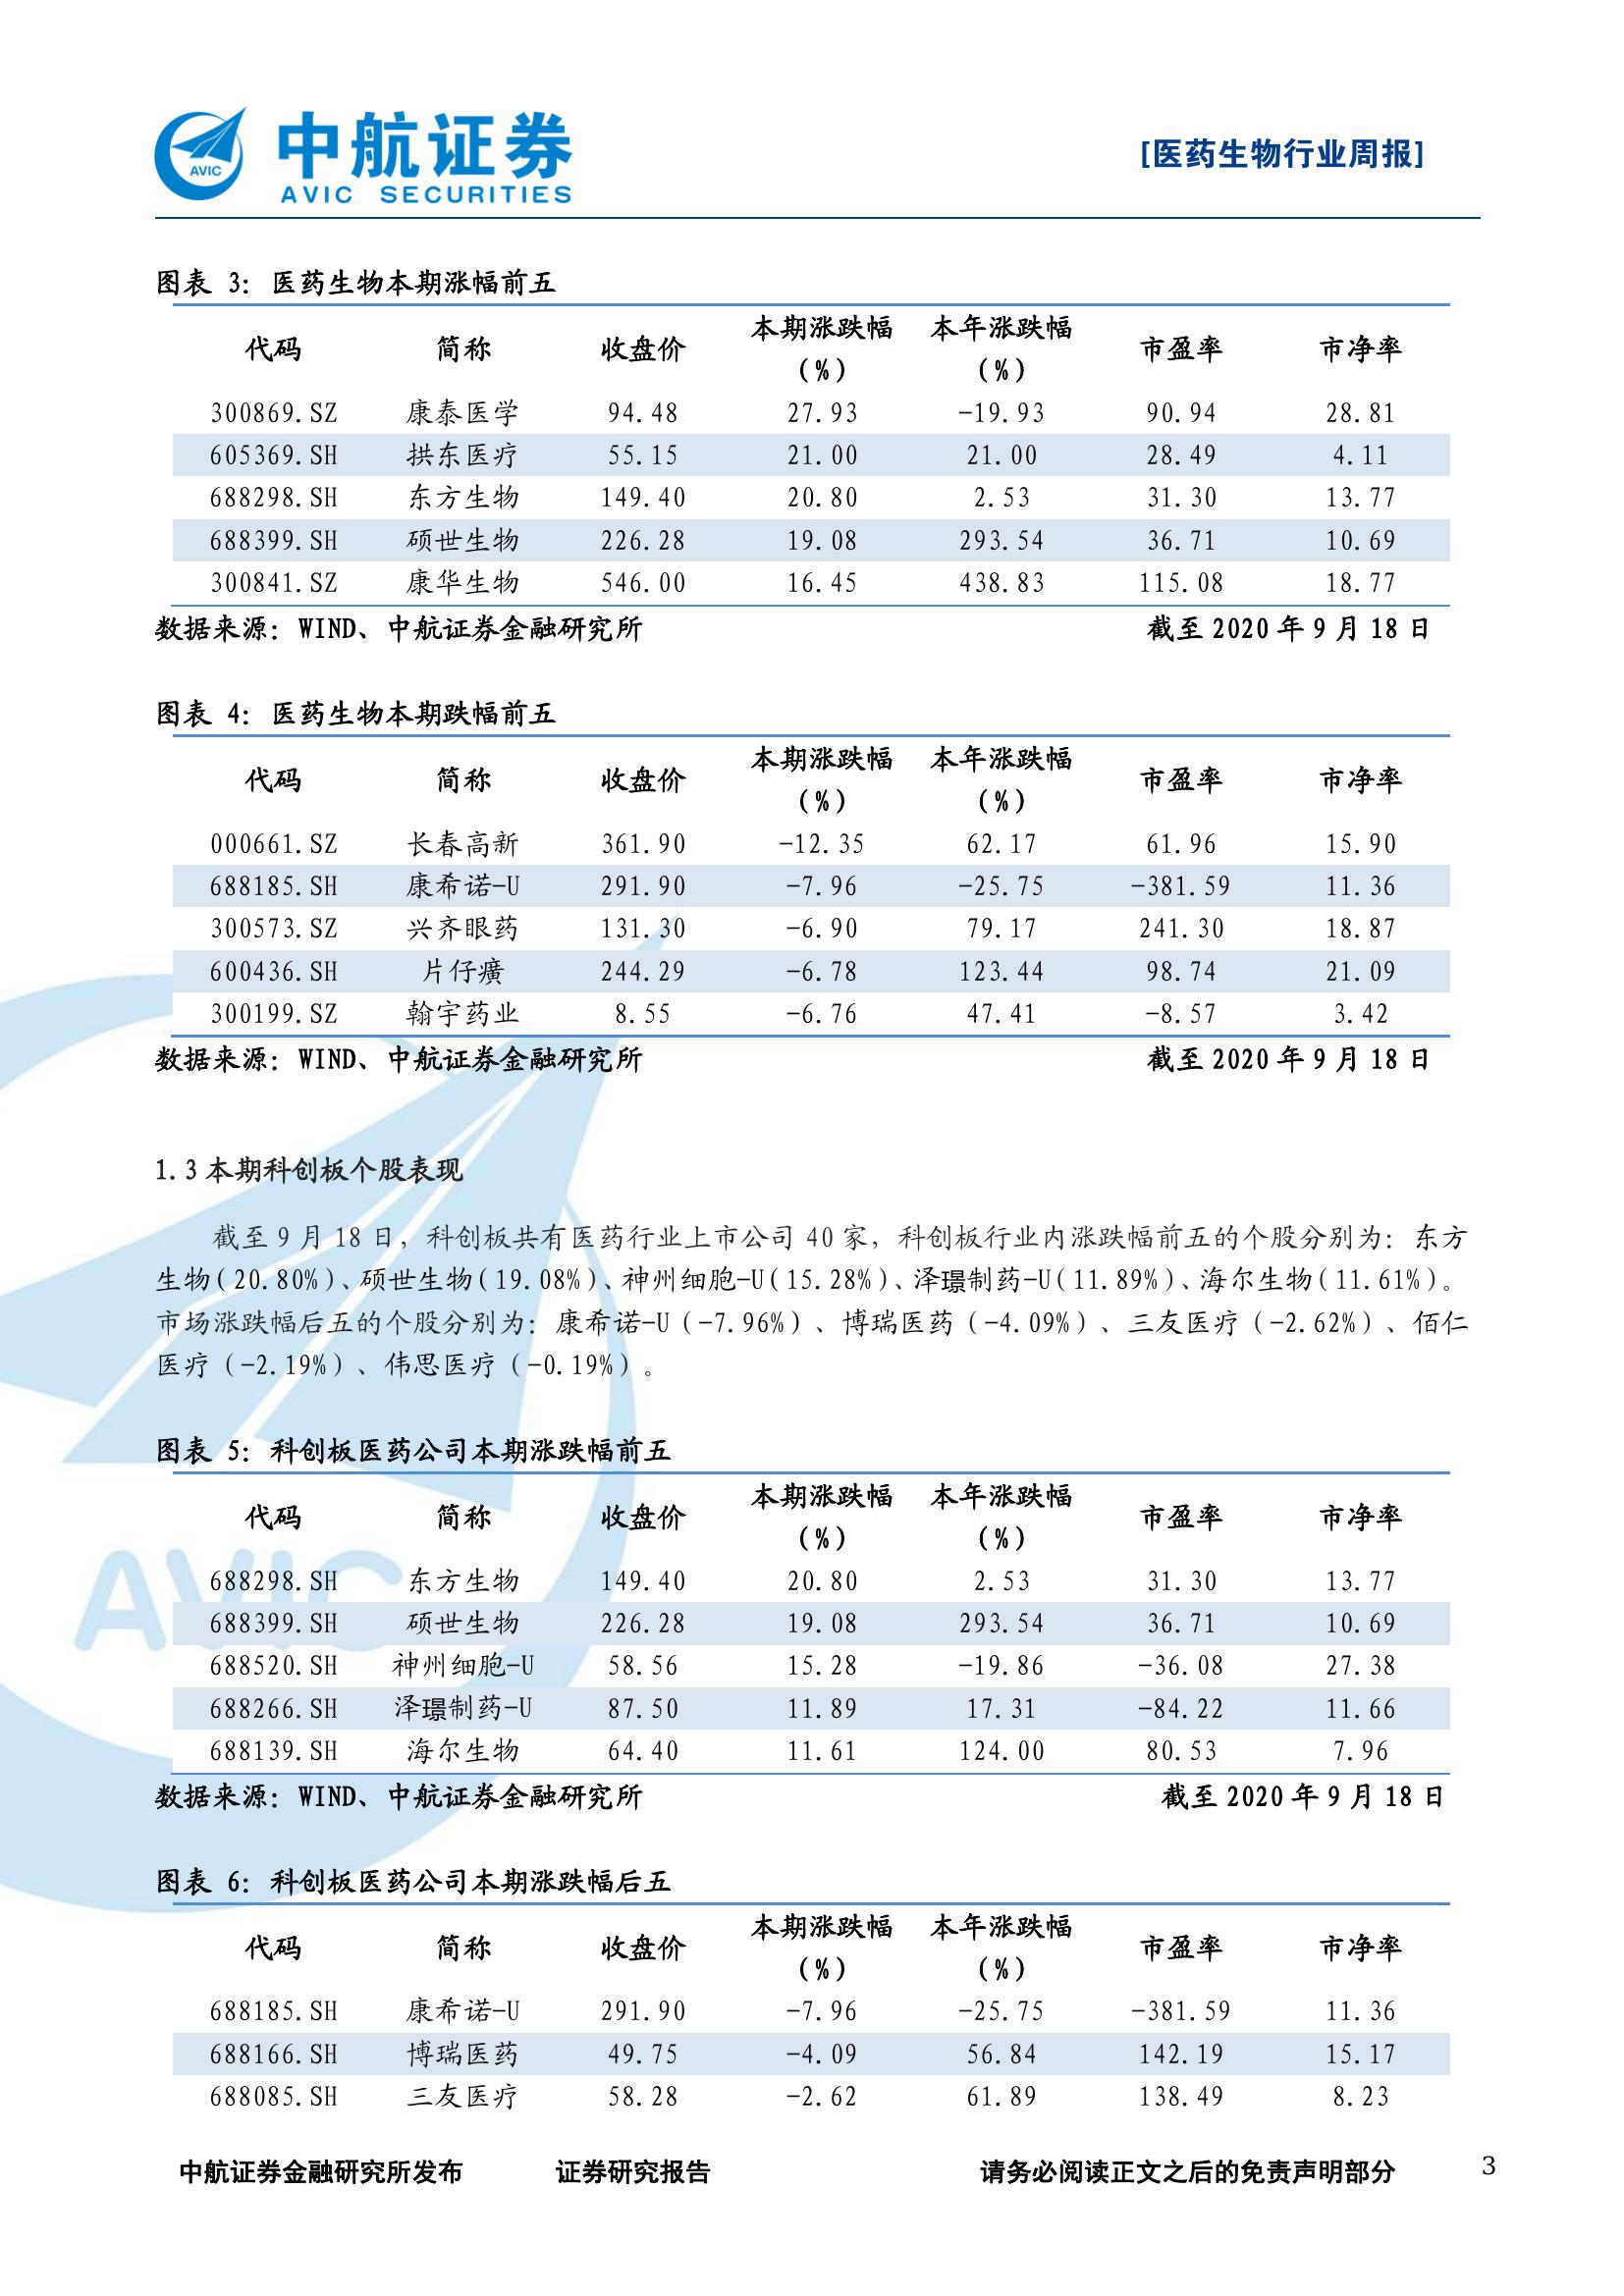 AVIC
中航证券
AVIC SECURITIES
[医药生物行业周报]
图表 3：医药生物本期涨幅前五
代码 简称 收盘价 本期涨跌幅(%) 本年涨跌幅(%) 市盈率 市净率
300869.SZ 康泰医学 94.48 27.93 -19.93 90.94 28.81
605369.SH 拱东医疗 55.15 21.00 21.00 28.49 4.11
688298.SH 东方生物 149.40 20.80 2.53 31.30 13.77
688399.SH 硕世生物 226.28 19.08 293.54 36.71 10.69
300841.SZ 康华生物 546.00 16.45 438.83 115.08 18.77
数据来源：WIND、中航证券金融研究所 截至 2020 年 9 月 18 日
图表 4：医药生物本期跌幅前五
代码 简称 收盘价 本期涨跌幅(%) 本年涨跌幅(%) 市盈率 市净率
000661.SZ 长春高新 361.90 -12.35 62.17 61.96 15.90
688185.SH 康希诺-U 291.90 -7.96 -25.75 -381.59 11.36
300573.SZ 兴齐眼药 131.30 -6.90 79.17 241.30 18.87
600436.SH 片仔癀 244.29 -6.78 123.44 98.74 21.09
300199.SZ 翰宇药业 8.55 -6.76 47.41 -8.57 3.42
数据来源：WIND、中航证券金融研究所 截至 2020 年 9 月 18 日
1.3 本期科创板个股表现
截至 9 月 18 日，科创板共有医药行业上市公司 40 家，科创板行业内涨跌幅前五的个股分别为：东方
生物(20.80%)、硕世生物(19.08%)、神州细胞-U(15.28%)、泽璟制药-U(11.89%)、海尔生物(11.61%)。
市场涨跌幅后五的个股分别为：康希诺-U（-7.96%）、博瑞医药（-4.09%）、三友医疗（-2.62%）、佰仁
医疗（-2.19%）、伟思医疗（-0.19%）。
图表 5：科创板医药公司本期涨跌幅前五
代码 简称 收盘价 本期涨跌幅(%) 本年涨跌幅(%) 市盈率 市净率
688298.SH 东方生物 149.40 20.80 2.53 31.30 13.77
688399.SH 硕世生物 226.28 19.08 293.54 36.71 10.69
688520.SH 神州细胞-U 58.56 15.28 -19.86 -36.08 27.38
688266.SH 泽璟制药-U 87.50 11.89 17.31 -84.22 11.66
688139.SH 海尔生物 64.40 11.61 124.00 80.53 7.96
数据来源：WIND、中航证券金融研究所 截至 2020 年 9 月 18 日
图表 6：科创板医药公司本期涨跌幅后五
代码 简称 收盘价 本期涨跌幅(%) 本年涨跌幅(%) 市盈率 市净率
688185.SH 康希诺-U 291.90 -7.96 -25.75 -381.59 11.36
688166.SH 博瑞医药 49.75 -4.09 56.84 142.19 15.17
688085.SH 三友医疗 58.28 -2.62 61.89 138.49 8.23
中航证券金融研究所发布 证券研究报告 请务必阅读正文之后的免责声明部分 3
AVIC